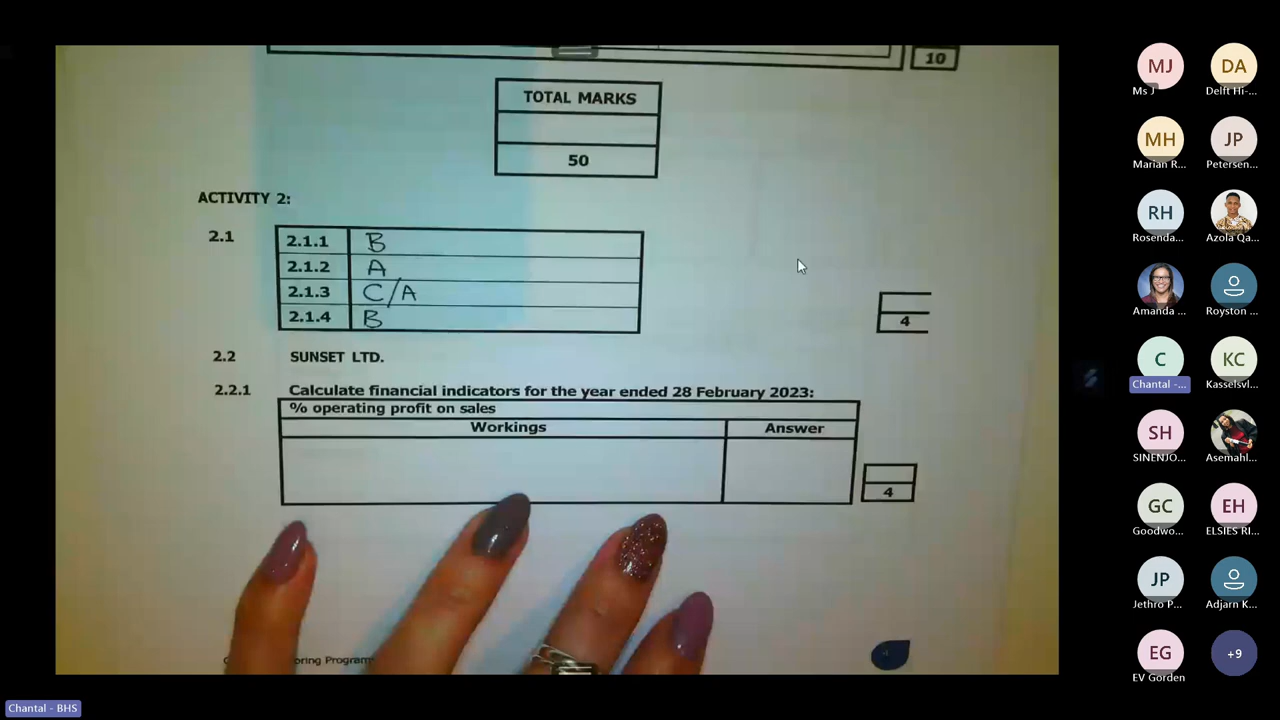 10
TOTAL MARKS
50
ACTIVITY 2:
2.1
2.1.1 B
2.1.2 A
2.1.3 C/A
2.1.4 B
4
2.2 SUNSET LTD.
2.2.1 Calculate financial indicators for the year ended 28 February 2023:
% operating profit on sales
Workings Answer
4
MJ
Ms J
DA
Delft Hi-...
MH
Marian R...
JP
Petersen...
RH
Rosenda...
Azola Qa...
Amanda ...
Royston ...
C
Chantal -...
KC
Kasselsvl...
SH
SINENJO...
Asemahl...
GC
Goodwo...
EH
ELSIES RI...
JP
Jethro P...
Adjarn K...
EG
EV Gorden
+9
Chantal - BHS